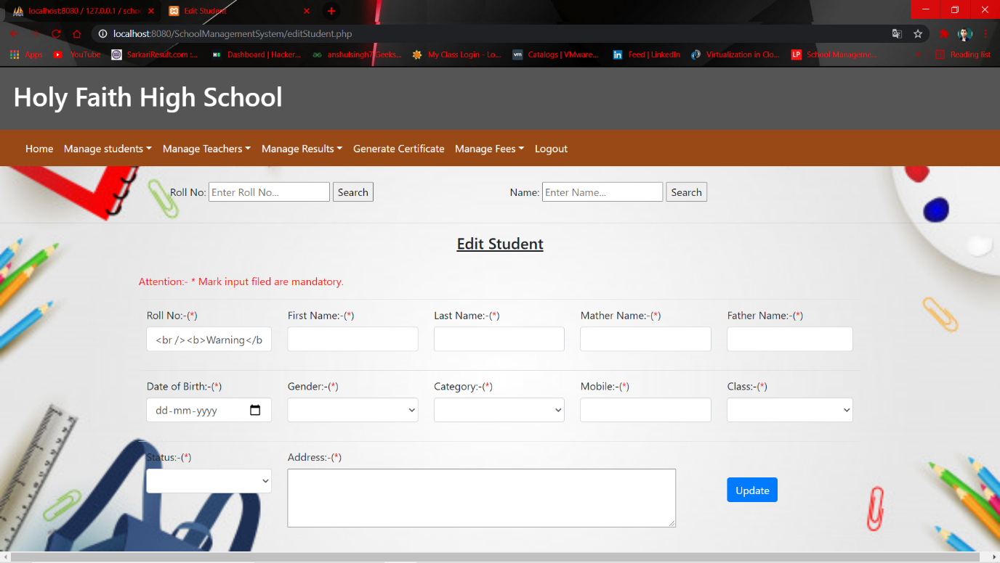 localhost:8080 / 127.0.0.1 / schoo
Edit Student
localhost:8080/SchoolManagementSystem/editStudent.php
Apps YouTube SarkariResult.com :... Dashboard | Hacker... anshulsingh7 Geeks... My Class Login - Lo... Catalogs | VMware... Feed | LinkedIn Virtualization in Clo... School Manageme... Reading list
Holy Faith High School
Home Manage students Manage Teachers Manage Results Generate Certificate Manage Fees Logout
Roll No: Enter Roll No... Search Name: Enter Name... Search
Edit Student
Attention:- * Mark input filed are mandatory.
Roll No:-(*) First Name:-(*) Last Name:-(*) Mather Name:-(*) Father Name:-(*)
<br /><b>Warning</b
Date of Birth:-(*) Gender:-(*) Category:-(*) Mobile:-(*) Class:-(*)
dd-mm-yyyy
Status:-(*) Address:-(*)
Update